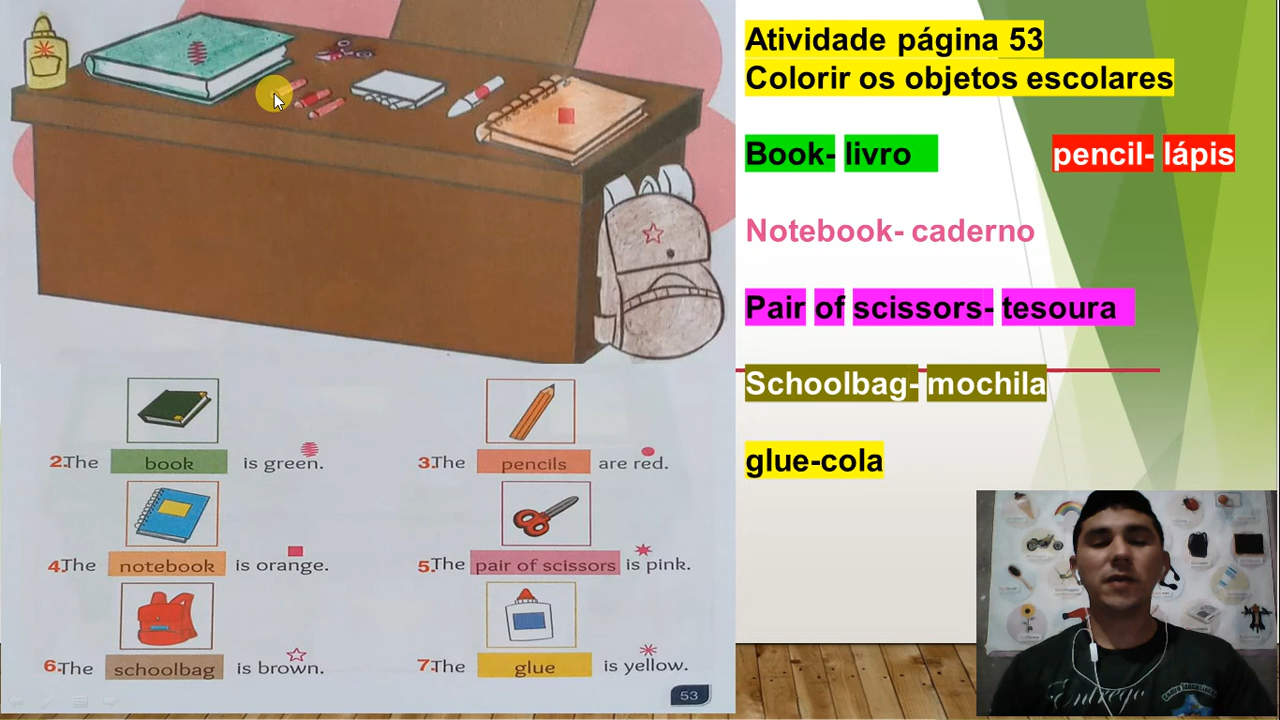 Atividade página 53
Colorir os objetos escolares
Book- livro
pencil- lápis
Notebook- caderno
Pair of scissors- tesoura
Schoolbag- mochila
glue-cola
2.The book is green.
3.The pencils are red.
4.The notebook is orange.
5.The pair of scissors is pink.
6.The schoolbag is brown.
7.The glue is yellow.
53
Entrego